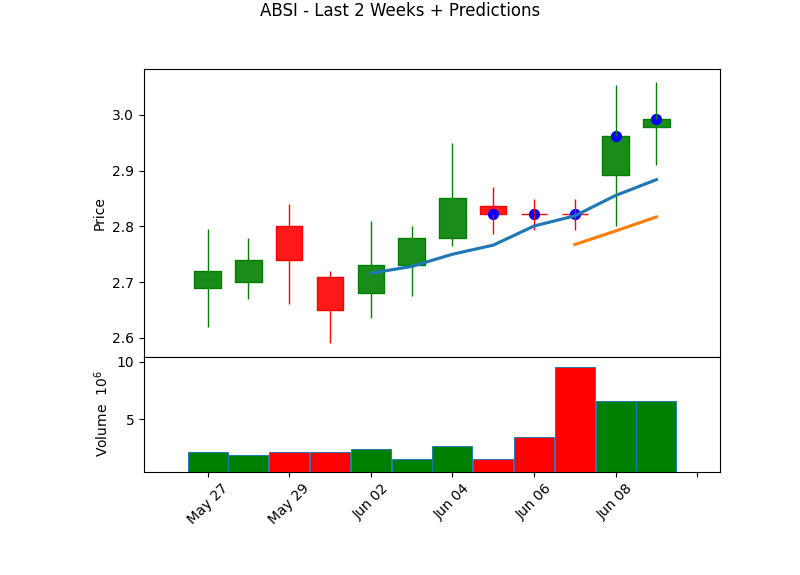 ABSI - Last 2 Weeks + Predictions
Price
3.0
2.9
2.8
2.7
2.6
Volume 10^6
10
5
May 27
May 29
Jun 02
Jun 04
Jun 06
Jun 08